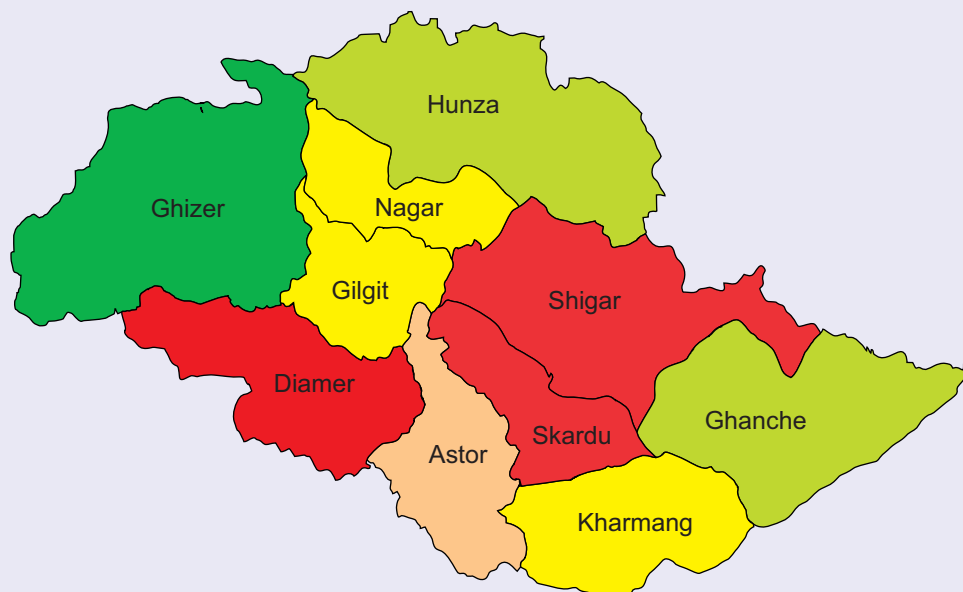 Hunza
Ghizer
Nagar
Gilgit
Shigar
Diamer
Ghanche
Skardu
Astor
Kharmang